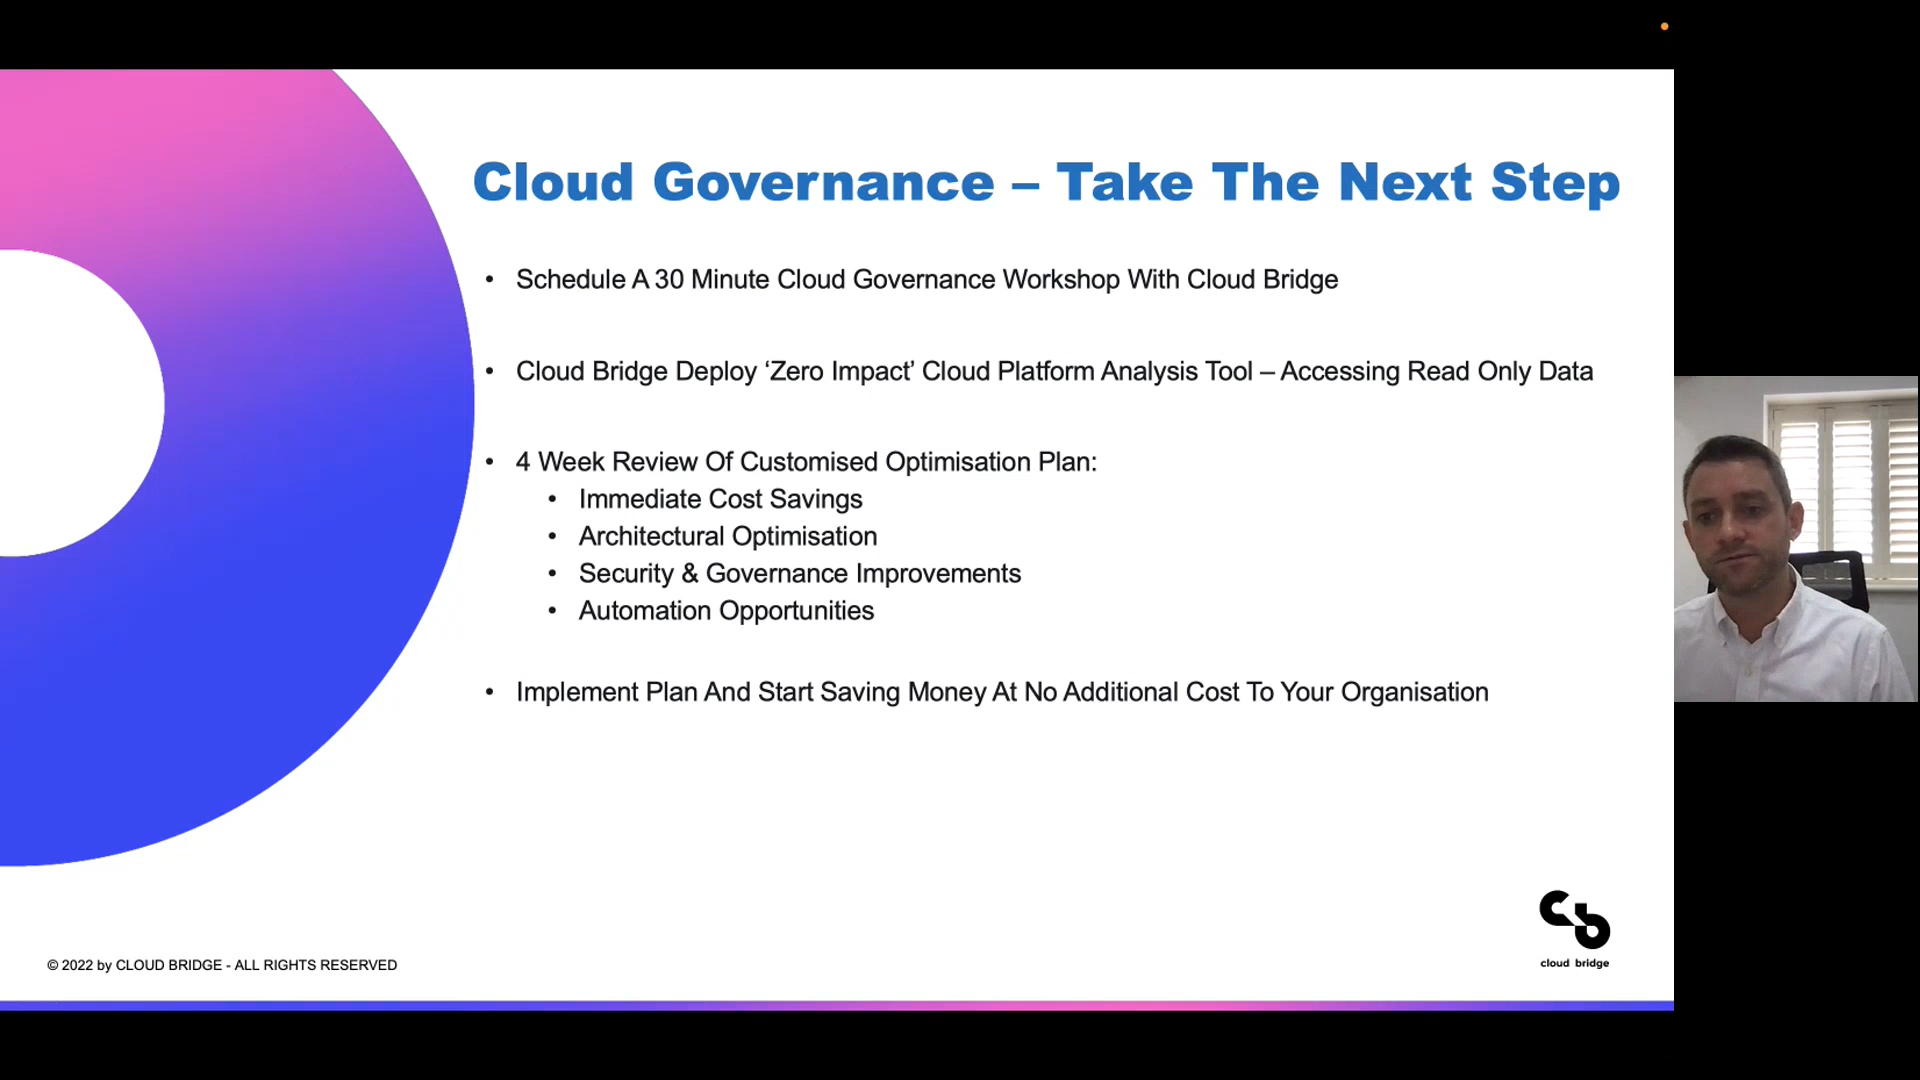 Cloud Governance – Take The Next Step
• Schedule A 30 Minute Cloud Governance Workshop With Cloud Bridge
• Cloud Bridge Deploy ‘Zero Impact’ Cloud Platform Analysis Tool – Accessing Read Only Data
• 4 Week Review Of Customised Optimisation Plan:
• Immediate Cost Savings
• Architectural Optimisation
• Security & Governance Improvements
• Automation Opportunities
• Implement Plan And Start Saving Money At No Additional Cost To Your Organisation
cb
cloud bridge
© 2022 by CLOUD BRIDGE - ALL RIGHTS RESERVED